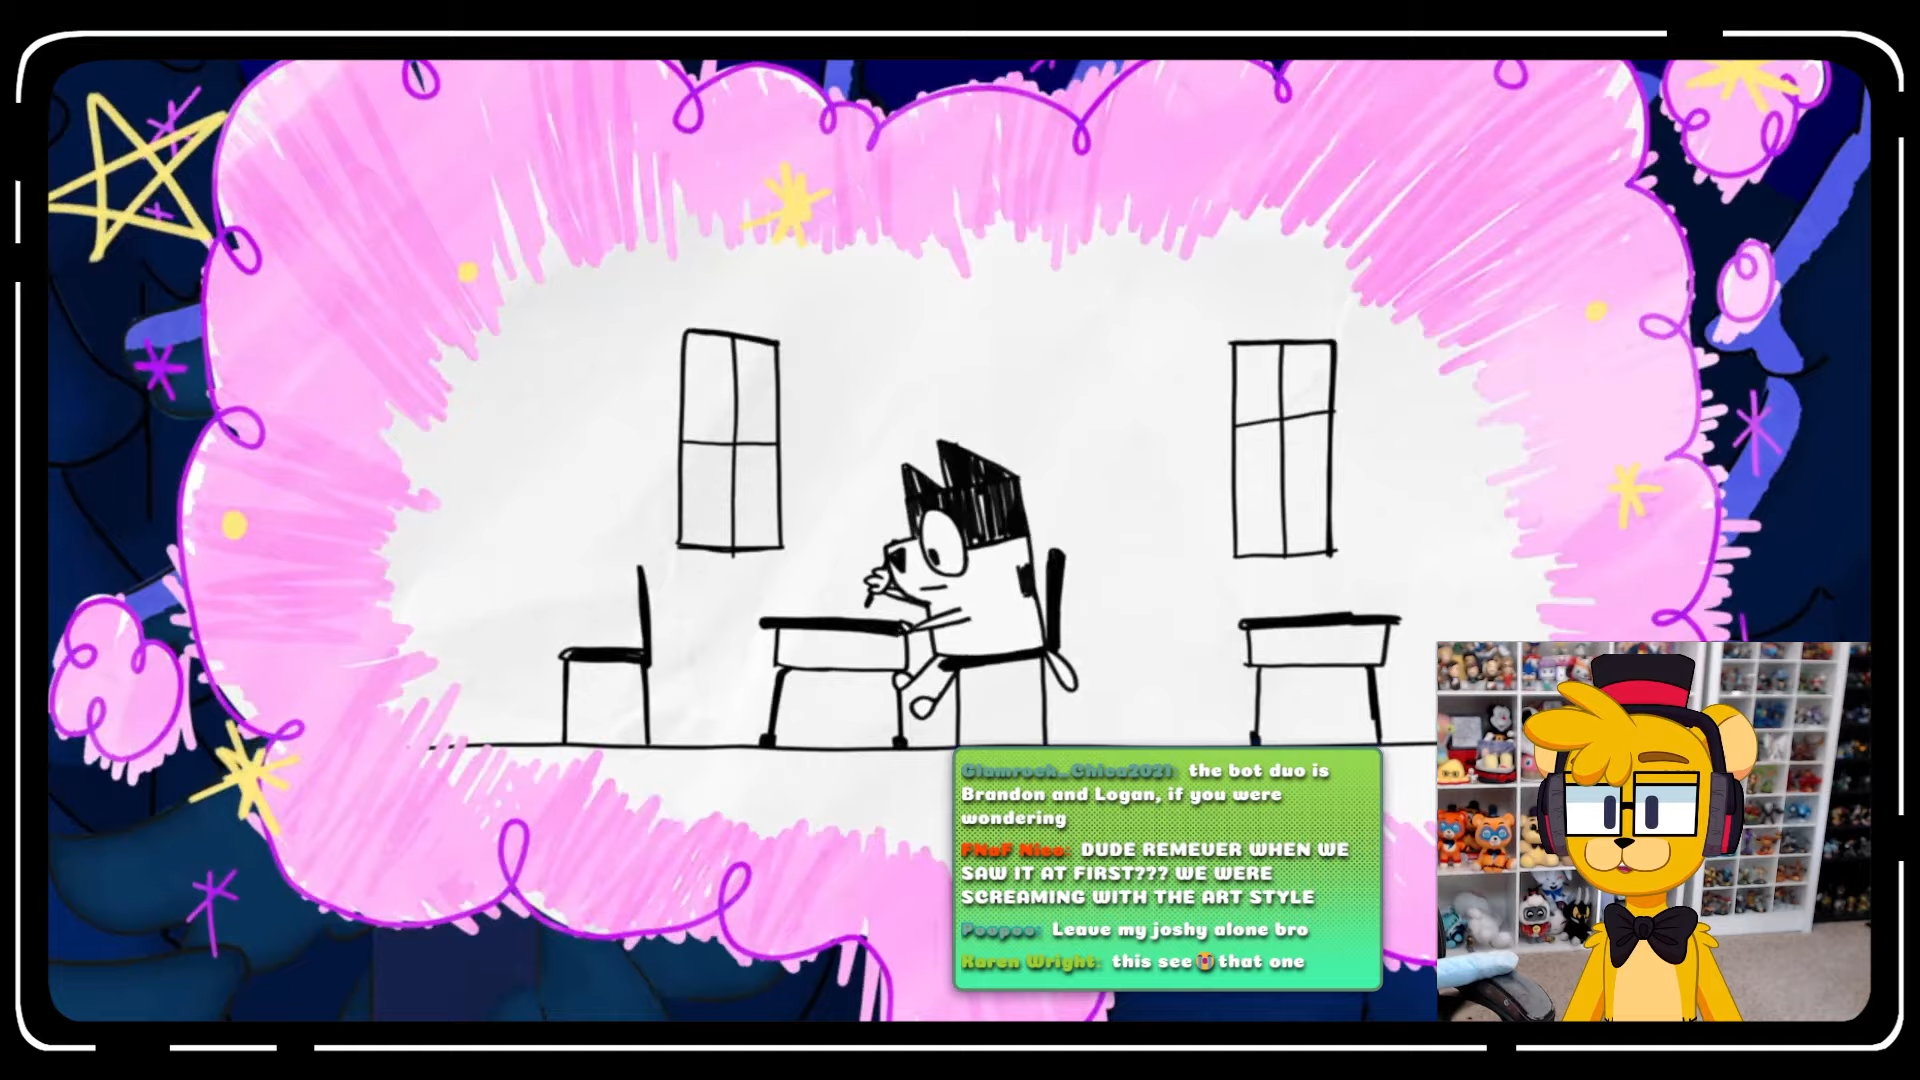 Glamrock_Chica2021: the bot duo is
Brandon and Logan, if you were
wondering
FNaF Nico: DUDE REMEUER WHEN WE
SAW IT AT FIRST??? WE WERE
SCREAMING WITH THE ART STYLE
Poopoo: Leave my joshy alone bro
Karen Wright: this see😭that one